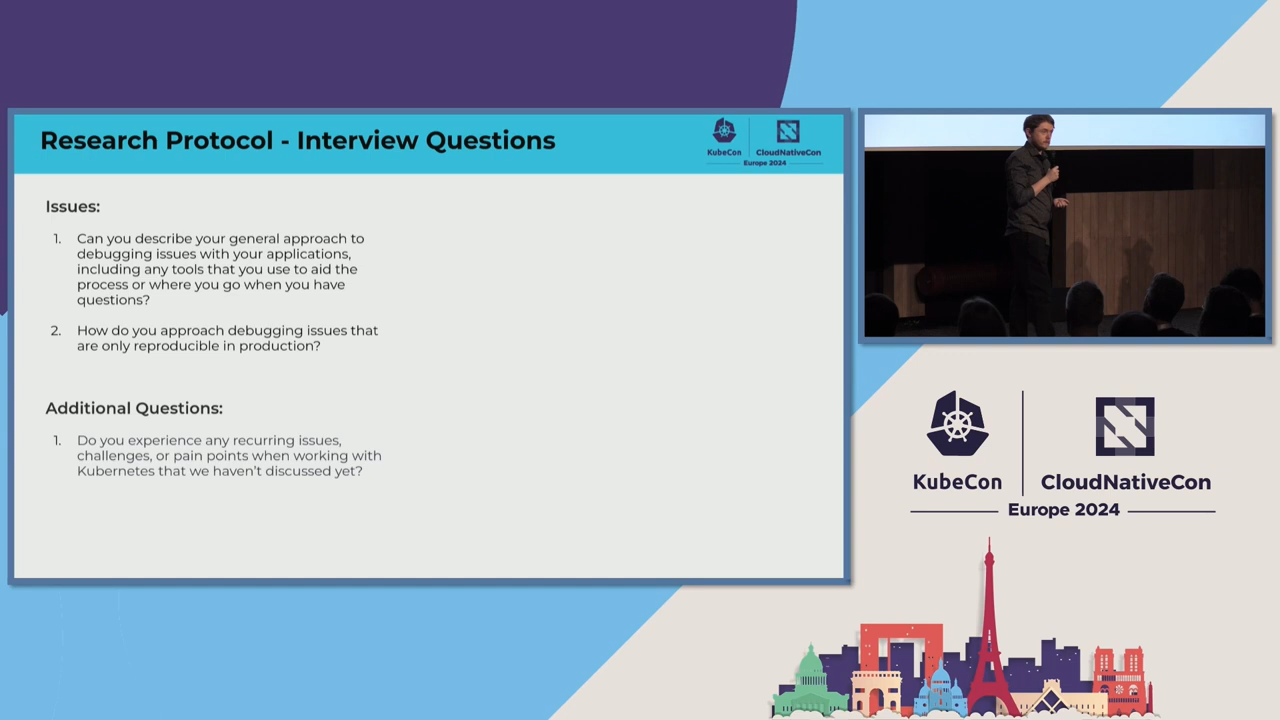 Research Protocol - Interview Questions
KubeCon
CloudNativeCon
Europe 2024
Issues:
1. Can you describe your general approach to
debugging issues with your applications,
including any tools that you use to aid the
process or where you go when you have
questions?
2. How do you approach debugging issues that
are only reproducible in production?
Additional Questions:
1. Do you experience any recurring issues,
challenges, or pain points when working with
Kubernetes that we haven't discussed yet?
KubeCon
CloudNativeCon
Europe 2024